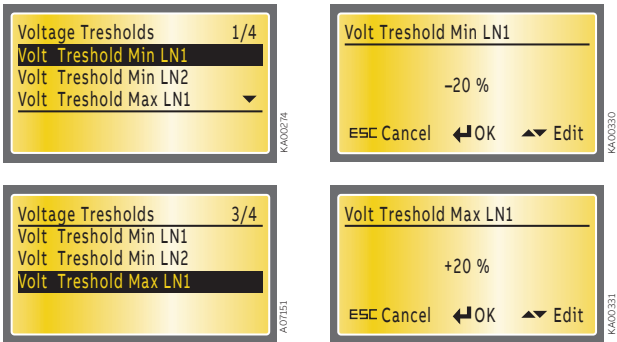 Voltage Tresholds 1/4
Volt Treshold Min LN1
Volt Treshold Min LN2
Volt Treshold Max LN1
KA00274
Volt Treshold Min LN1
–20 %
ESC Cancel OK Edit
KA00330
Voltage Tresholds 3/4
Volt Treshold Min LN1
Volt Treshold Min LN2
Volt Treshold Max LN1
A07151
Volt Treshold Max LN1
+20 %
ESC Cancel OK Edit
KA00331